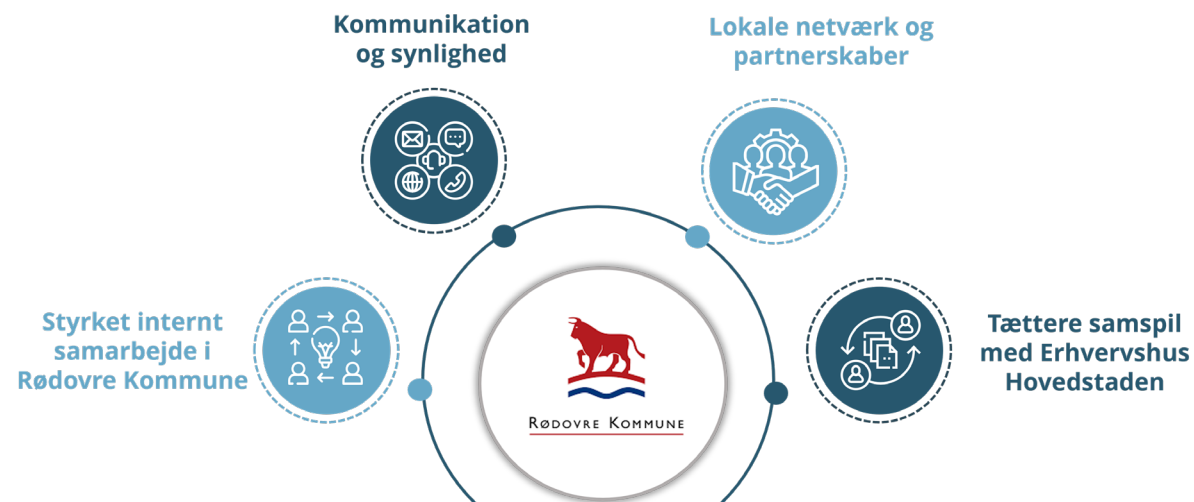 Kommunikation
og synlighed
Lokale netværk og
partnerskaber
Styrket internt
samarbejde i
Rødovre Kommune
Tættere samspil
med Erhvervshus
Hovedstaden
RØDOVRE KOMMUNE